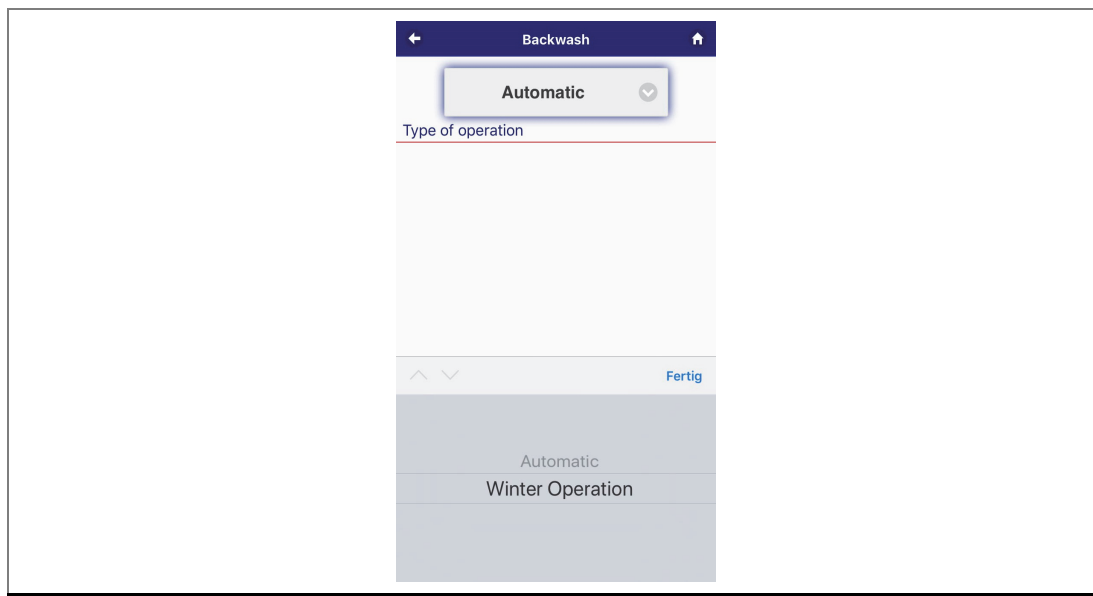 Backwash
Automatic
Type of operation
Fertig
Automatic
Winter Operation